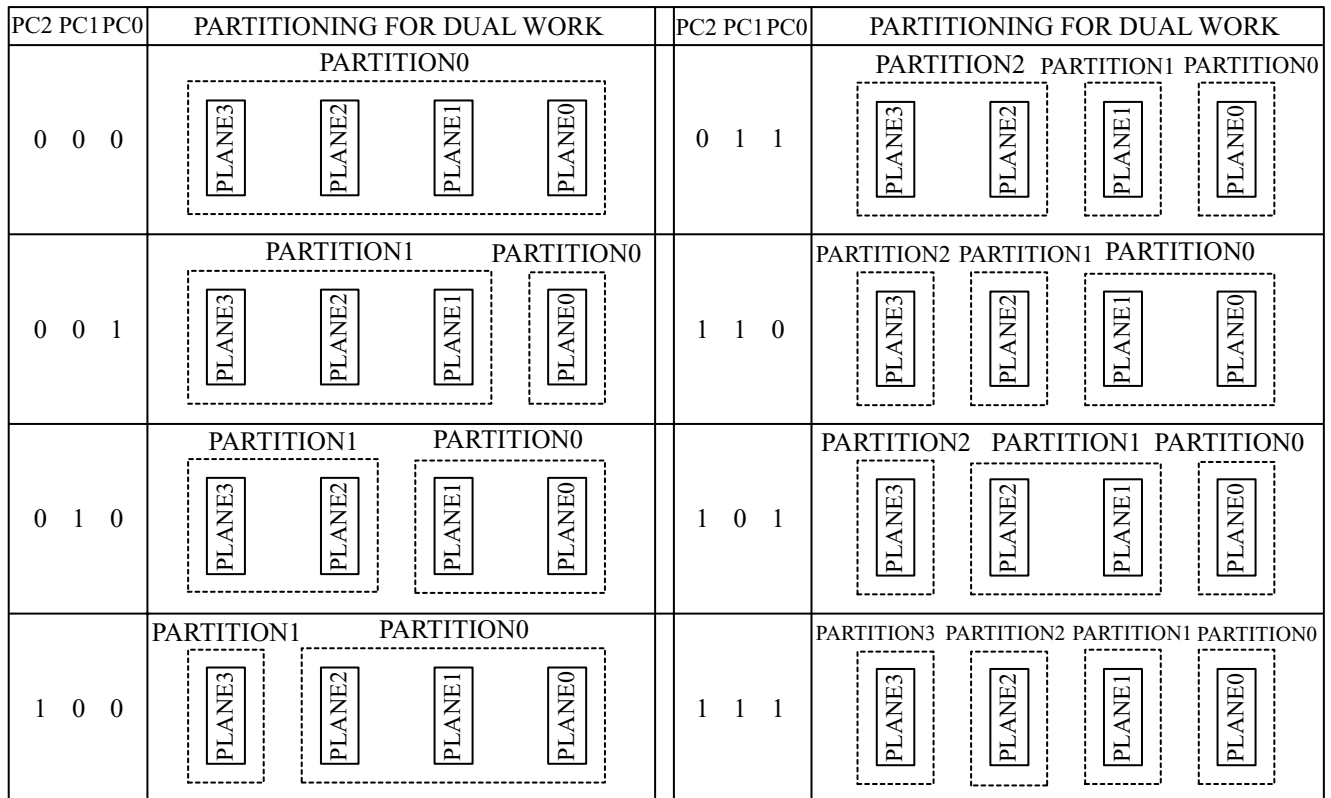 PC2 PC1 PC0 PARTITIONING FOR DUAL WORK PC2 PC1 PC0 PARTITIONING FOR DUAL WORK
PARTITION0
0 0 0
PLANE3
PLANE2
PLANE1
PLANE0
PARTITION2 PARTITION1 PARTITION0
0 1 1
PLANE3
PLANE2
PLANE1
PLANE0
PARTITION1 PARTITION0
0 0 1
PLANE3
PLANE2
PLANE1
PLANE0
PARTITION2 PARTITION1 PARTITION0
1 1 0
PLANE3
PLANE2
PLANE1
PLANE0
PARTITION1 PARTITION0
0 1 0
PLANE3
PLANE2
PLANE1
PLANE0
PARTITION2 PARTITION1 PARTITION0
1 0 1
PLANE3
PLANE2
PLANE1
PLANE0
PARTITION1 PARTITION0
1 0 0
PLANE3
PLANE2
PLANE1
PLANE0
PARTITION3 PARTITION2 PARTITION1 PARTITION0
1 1 1
PLANE3
PLANE2
PLANE1
PLANE0